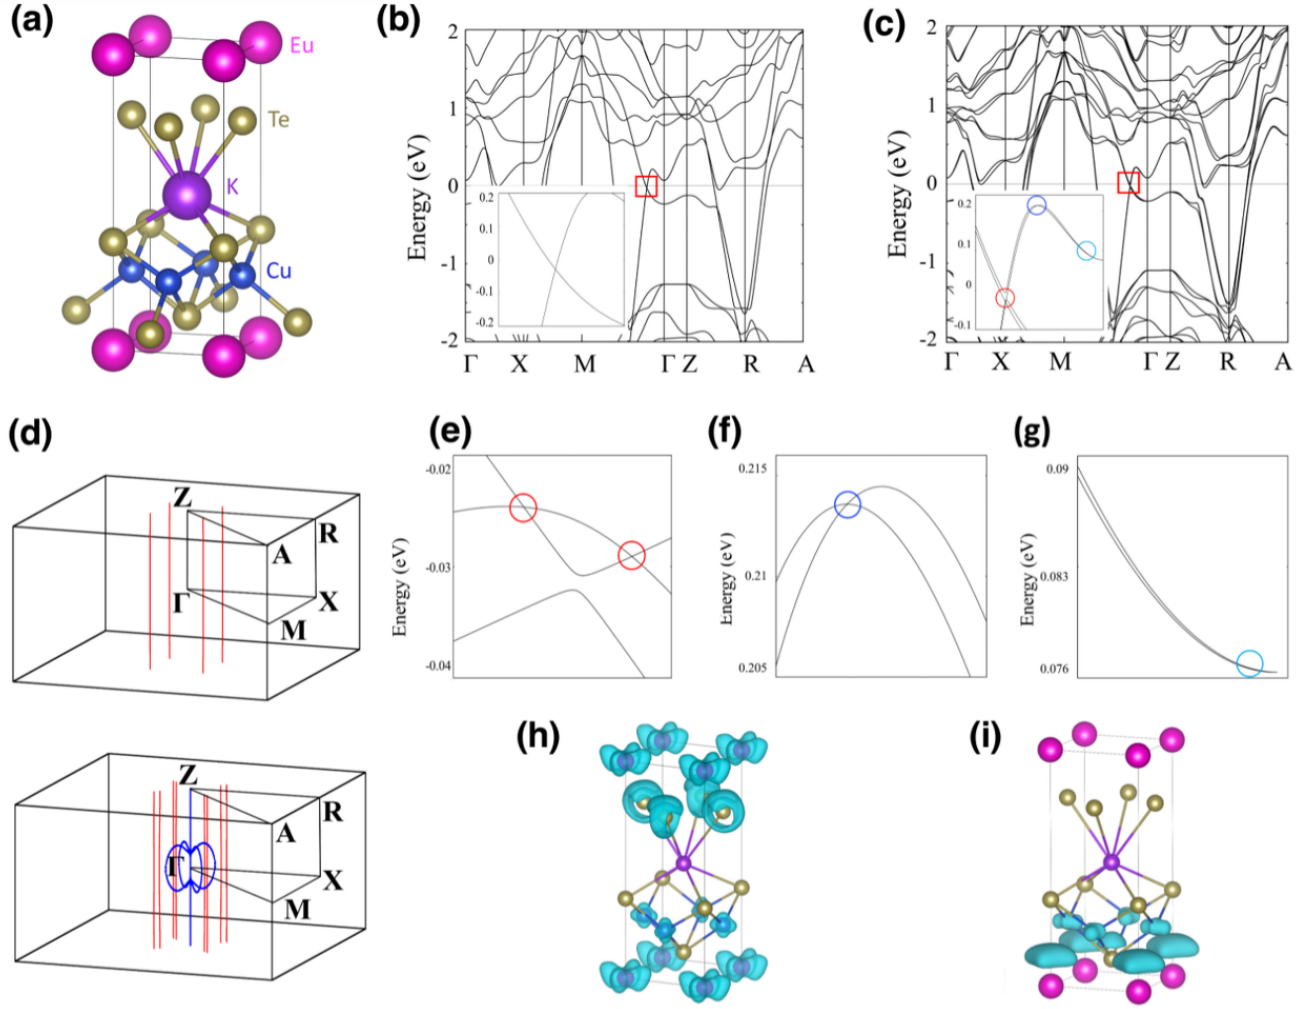 (a)
Eu
Te
K
Cu
(b)
Energy (eV)
2
1
0
-1
-2
0.2
0.1
0
-0.1
-0.2
Γ X M Γ Z R A
(c)
Energy (eV)
2
1
0
-1
-2
0.2
0.1
0
-0.1
Γ X M Γ Z R A
(d)
Z
R
A
Γ
X
M
Z
R
A
Γ
X
M
(e)
Energy (eV)
-0.02
-0.03
-0.04
(f)
Energy (eV)
0.215
0.21
0.205
(g)
Energy (eV)
0.09
0.083
0.076
(h)
(i)